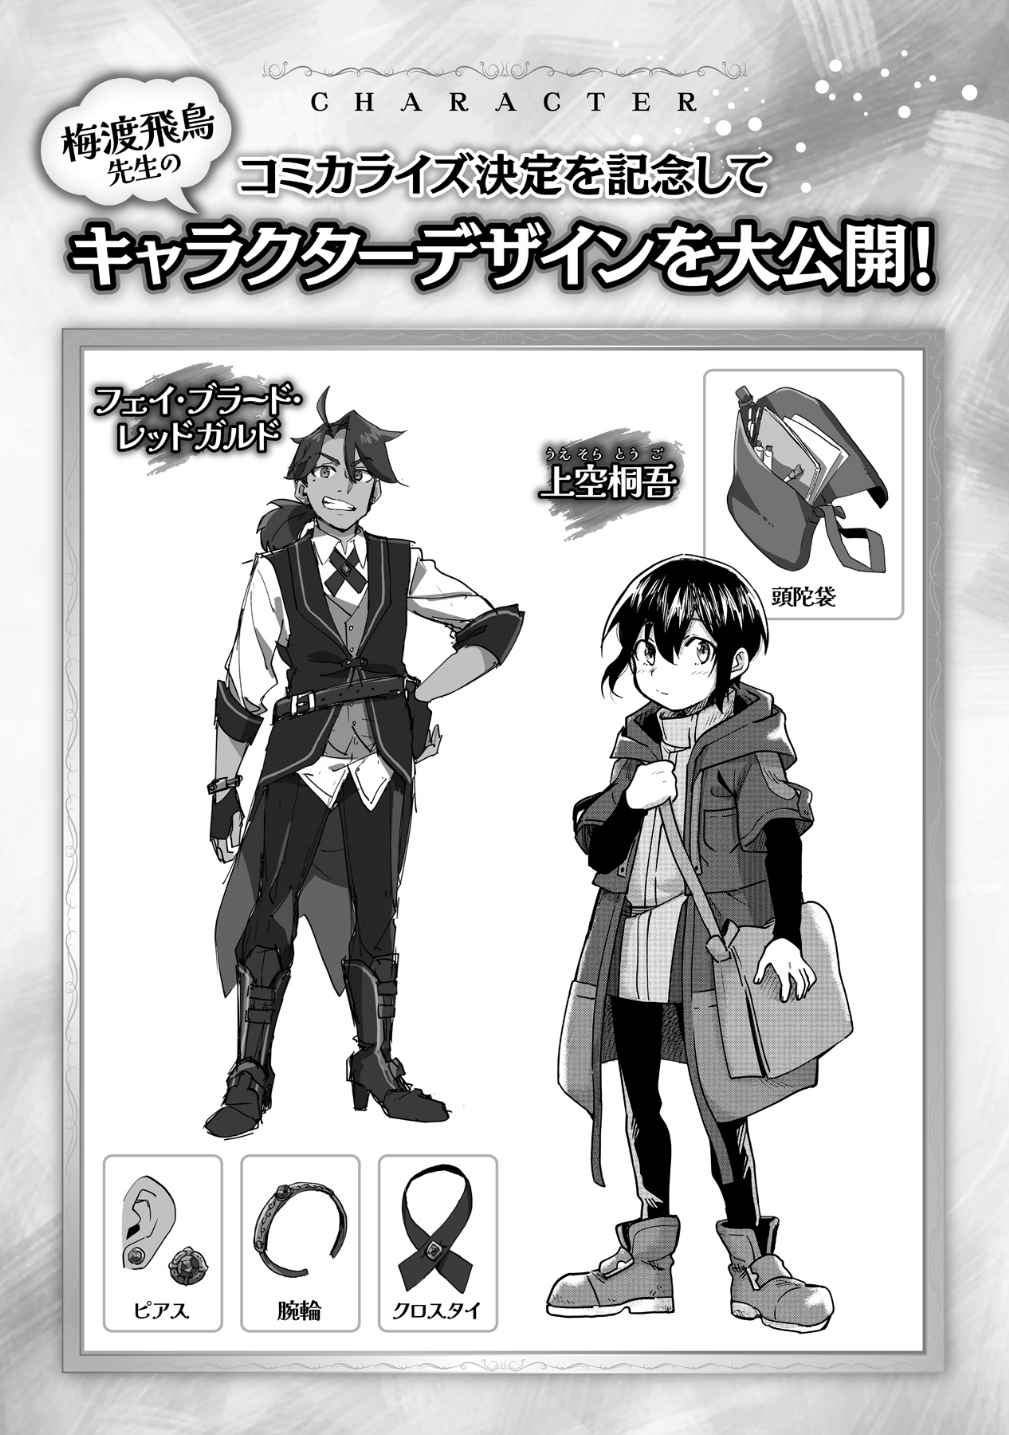 CHARACTER
梅渡飛鳥
先生の
コミカライズ決定を記念して
キャラクターデザインを大公開!
フェイ・ブラード・
レッドガルド
うえそらとうご
上空桐吾
頭陀袋
ピアス
腕輪
クロスタイ